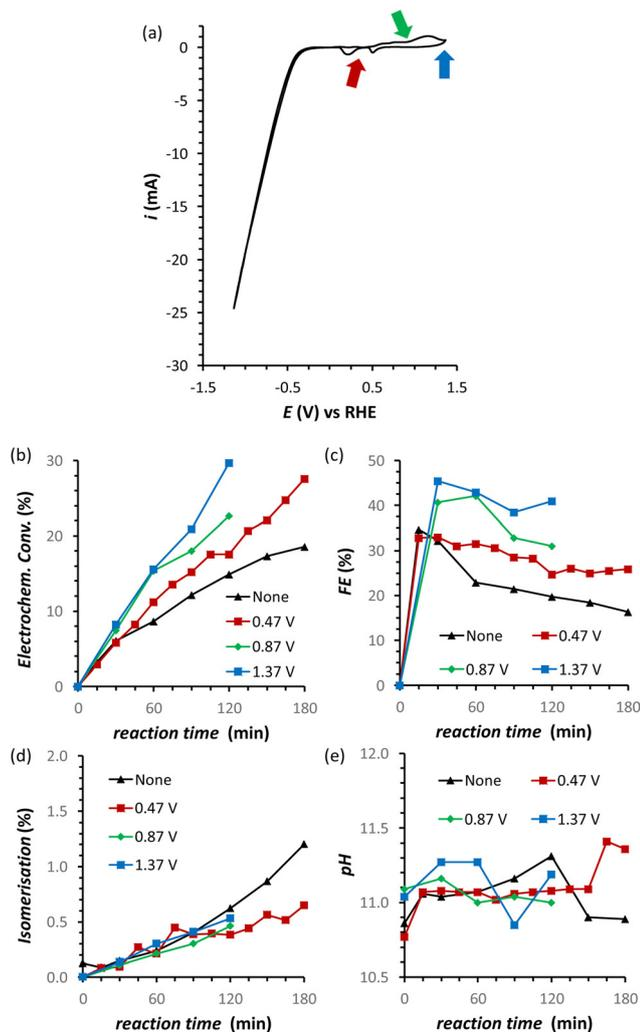 (a)
0
-5
-10
-15
-20
-25
-30
i (mA)
-1.5 -0.5 0.5 1.5
E (V) vs RHE
(b)
30
20
10
0
Electrochem. Conv. (%)
None
0.47 V
0.87 V
1.37 V
0 60 120 180
reaction time (min)
(c)
50
40
30
20
10
0
FE (%)
None 0.47 V
0.87 V 1.37 V
0 60 120 180
reaction time (min)
(d)
2.0
1.5
1.0
0.5
0.0
Isomerisation (%)
None
0.47 V
0.87 V
1.37 V
0 60 120 180
reaction time (min)
(e)
12.0
11.5
11.0
10.5
pH
None 0.47 V
0.87 V 1.37 V
0 60 120 180
reaction time (min)